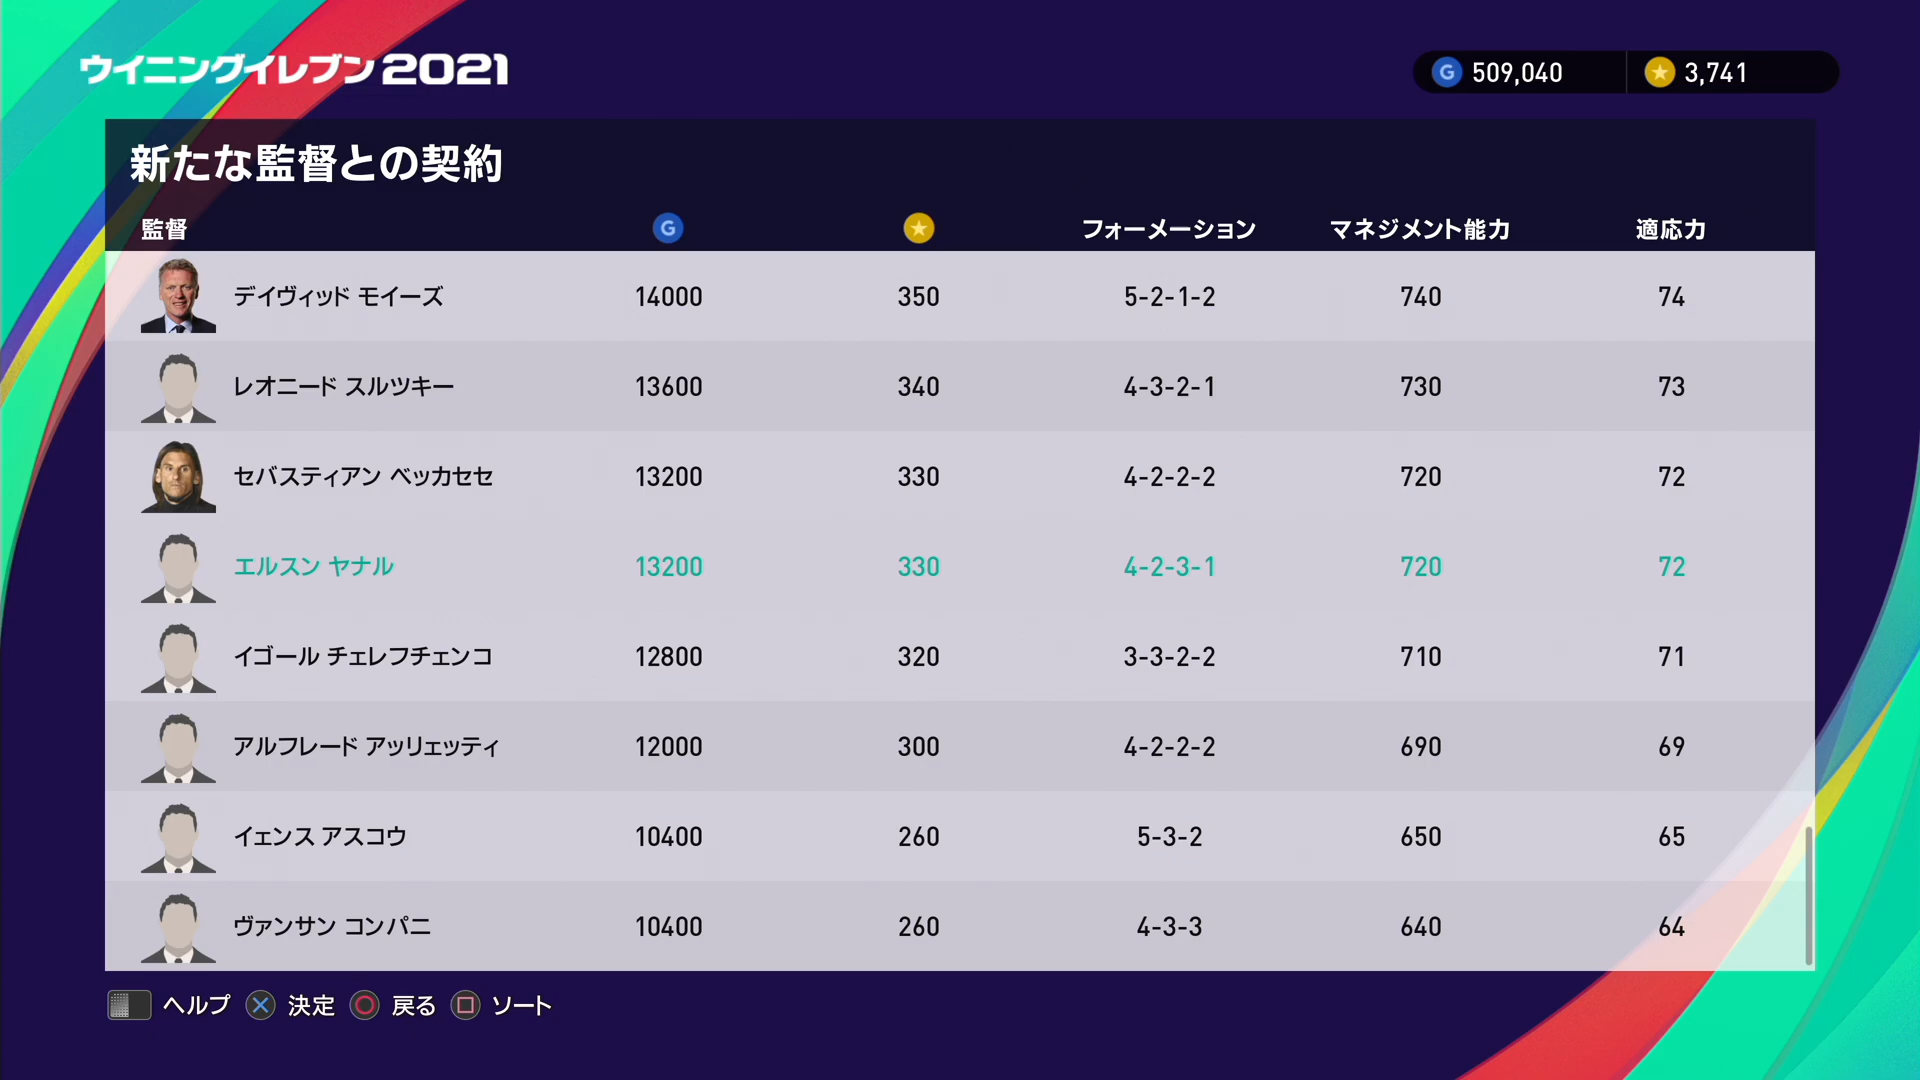 ウイニングイレブン 2021
G 509,040 ★ 3,741
新たな監督との契約
監督 G ★ フォーメーション マネジメント能力 適応力
デイヴィッド モイーズ 14000 350 5-2-1-2 740 74
レオニード スルツキー 13600 340 4-3-2-1 730 73
セバスティアン ベッカセセ 13200 330 4-2-2-2 720 72
エルスン ヤナル 13200 330 4-2-3-1 720 72
イゴール チェレフチェンコ 12800 320 3-3-2-2 710 71
アルフレード アッリェッティ 12000 300 4-2-2-2 690 69
イェンス アスコウ 10400 260 5-3-2 650 65
ヴァンサン コンパニ 10400 260 4-3-3 640 64
ヘルプ 決定 戻る ソート